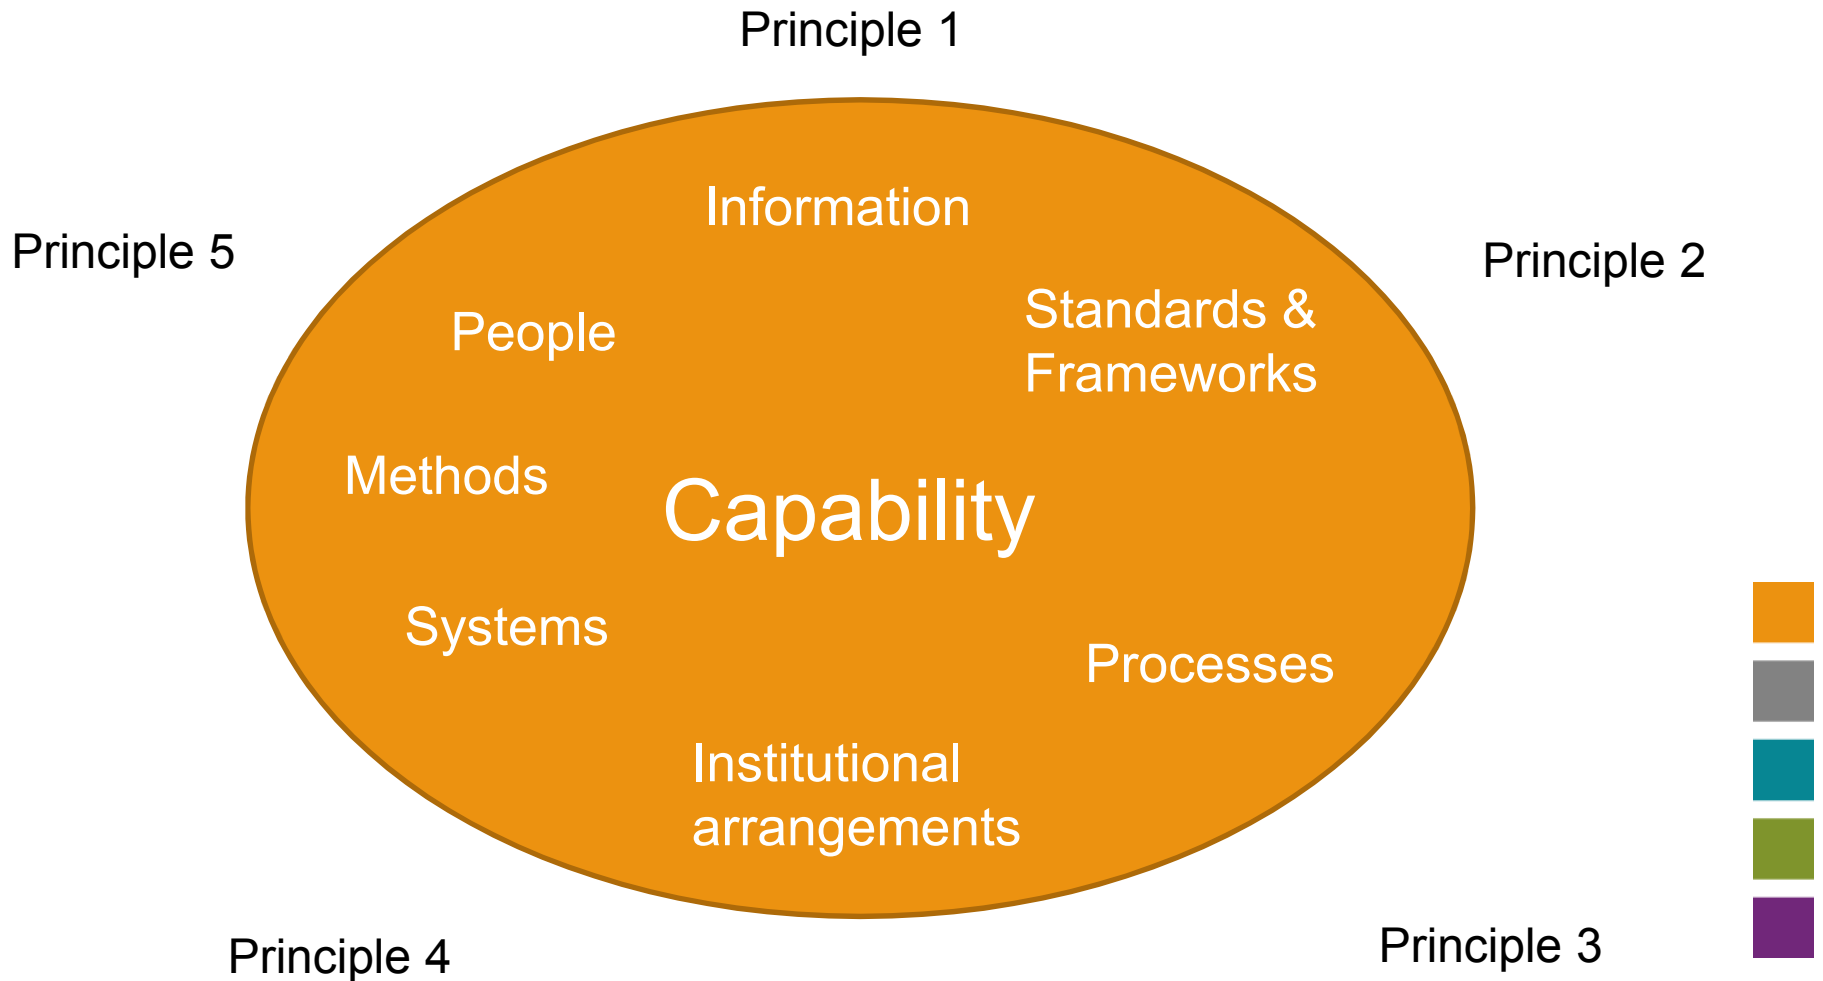 Principle 1
Information
Principle 5
Principle 2
Standards &
People
Frameworks
Methods
Capability
Systems
Processes
Institutional
arrangements
Principle 3
Principle 4